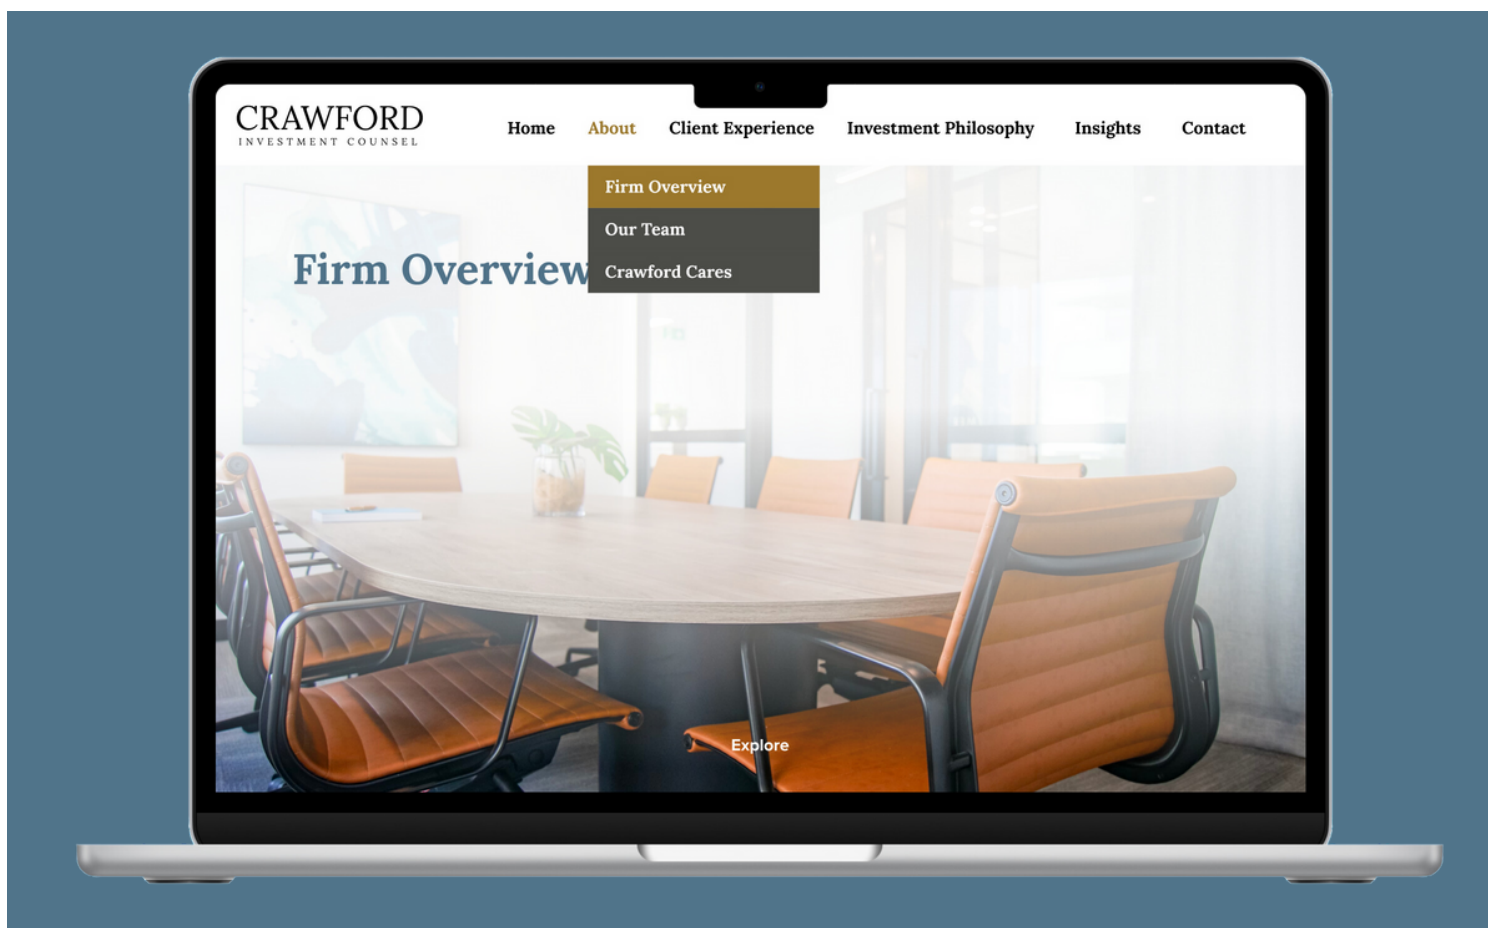 CRAWFORD
INVESTMENT COUNSEL
Home About Client Experience Investment Philosophy Insights Contact
Firm Overview
Our Team
Crawford Cares
Firm Overview
Explore